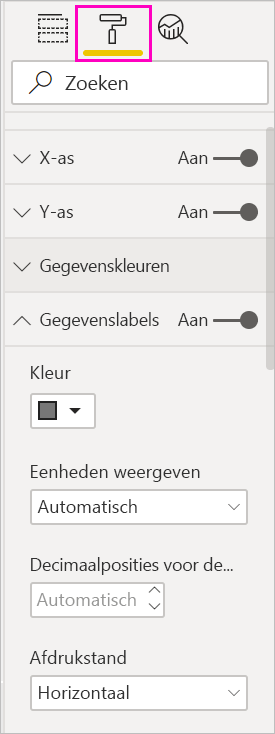 Zoeken
X-as Aan
Y-as Aan
Gegevenskleuren
Gegevenslabels Aan
Kleur
Eenheden weergeven
Automatisch
Decimaalposities voor de...
Automatisch
Afdrukstand
Horizontaal